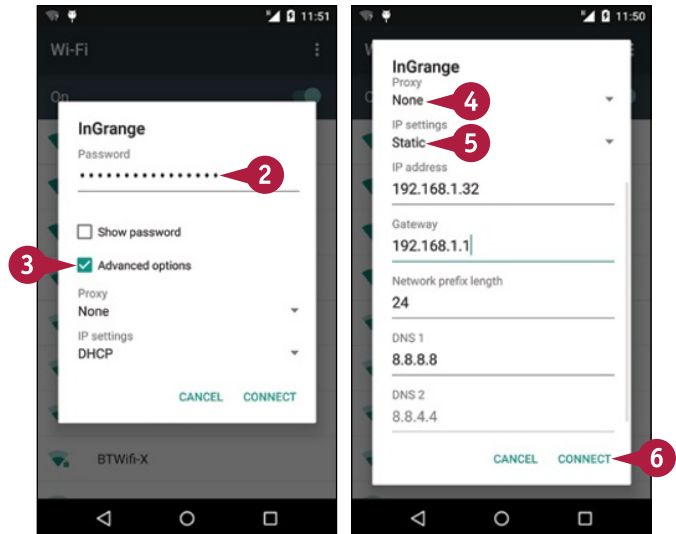 11:51
Wi-Fi
On
InGrange
Password
••••••••••••••••
2
Show password
3
Advanced options
Proxy
None
IP settings
DHCP
CANCEL CONNECT
BTWifi-X
11:50
W
InGrange
Proxy
None
4
IP settings
Static
5
IP address
192.168.1.32
Gateway
192.168.1.1
Network prefix length
24
DNS 1
8.8.8.8
DNS 2
8.8.4.4
CANCEL CONNECT
6